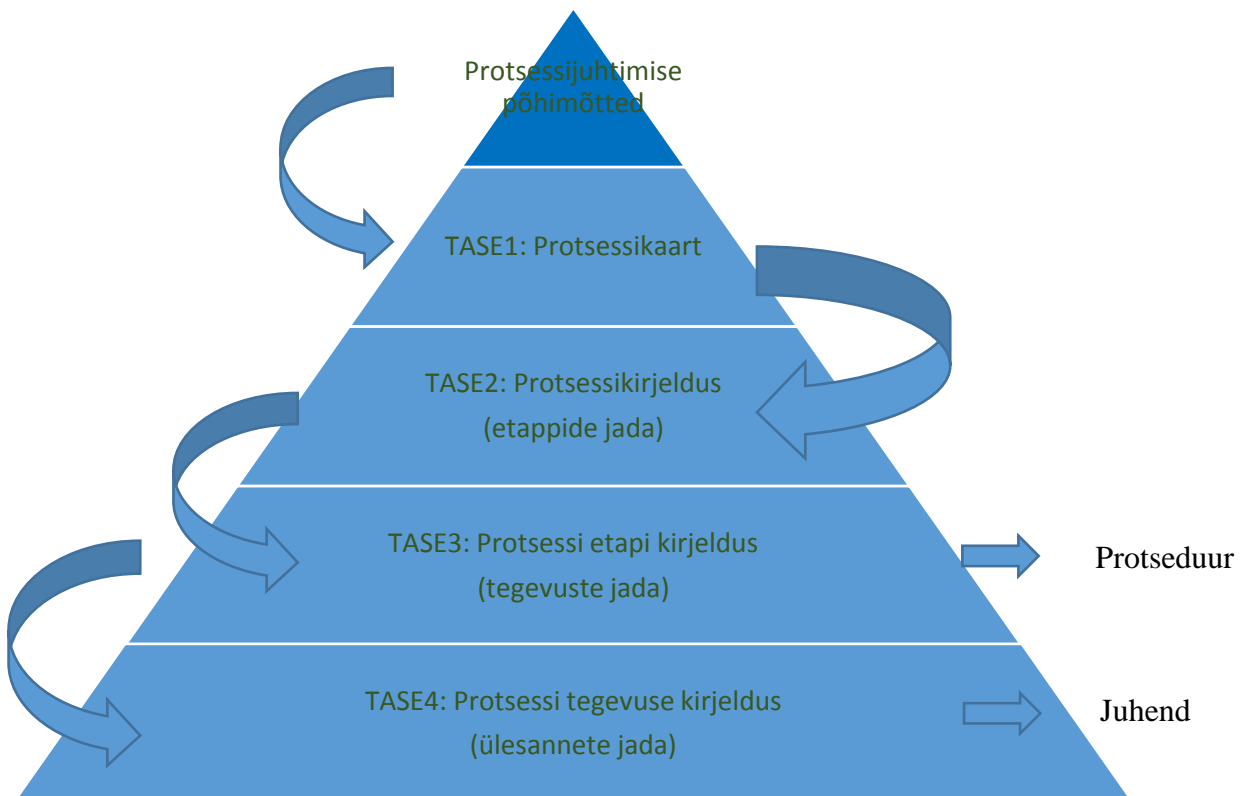 Protsessijuhtimise
põhimõtted
TASE1: Protsessikaart
TASE2: Protsessikirjeldus
(etappide jada)
TASE3: Protsessi etapi kirjeldus
(tegevuste jada)
Protseduur
TASE4: Protsessi tegevuse kirjeldus
(ülesannete jada)
Juhend